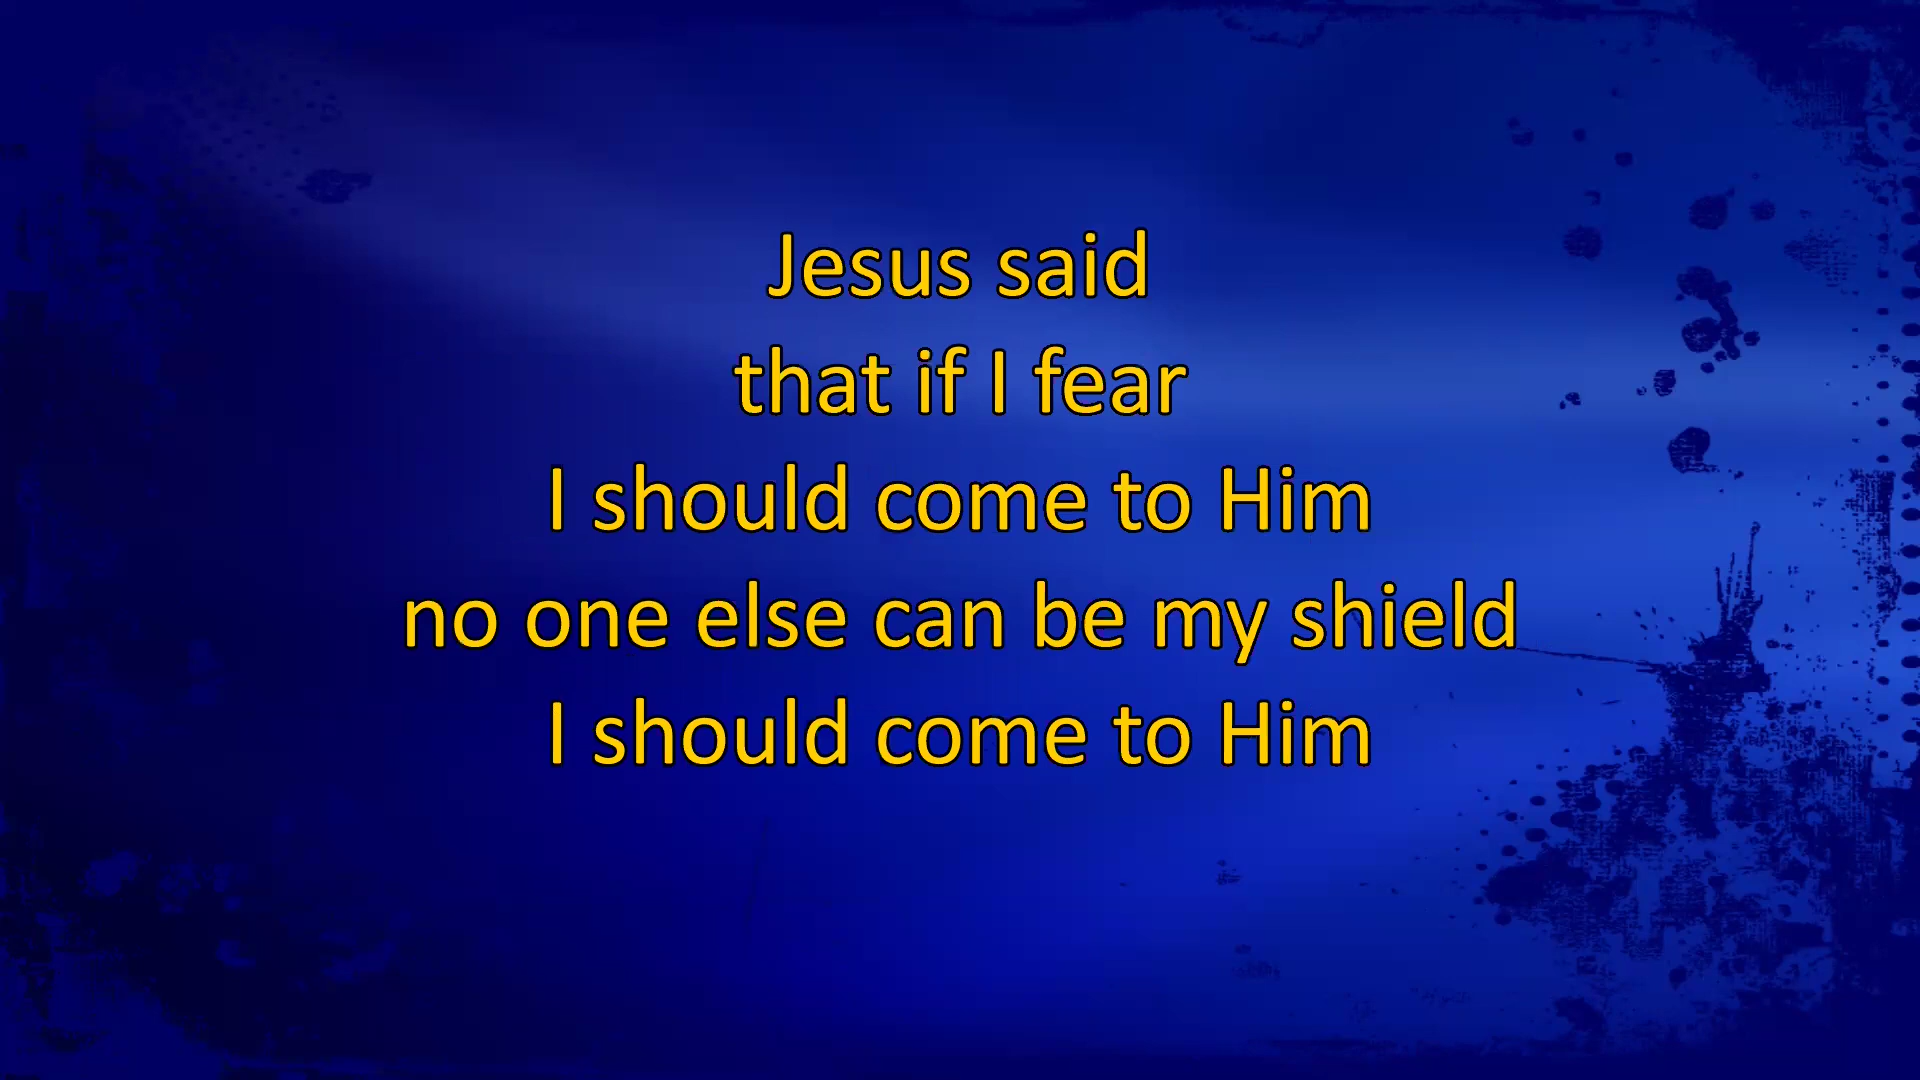 Jesus said
that if I fear
I should come to Him
no one else can be my shield
I should come to Him